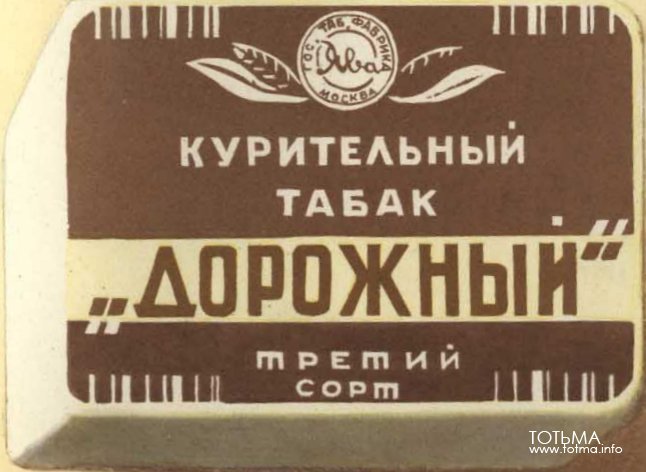 ГОС. ТАБ. ФАБРИКА
Ява
МОСКВА
КУРИТЕЛЬНЫЙ
ТАБАК
„ДОРОЖНЫЙ“
ТРЕТИЙ
СОРТ
ТОТЬМА
www.totma.info